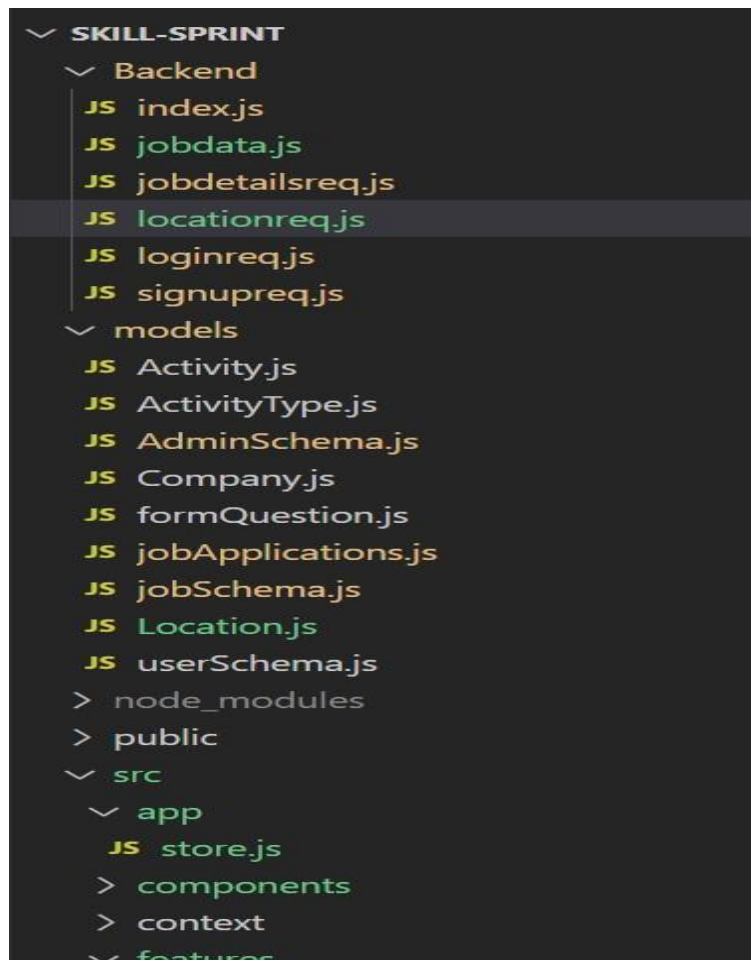 SKILL-SPRINT
Backend
JS index.js
JS jobdata.js
JS jobdetailsreq.js
JS locationreq.js
JS loginreq.js
JS signupreq.js
models
JS Activity.js
JS ActivityType.js
JS AdminSchema.js
JS Company.js
JS formQuestion.js
JS jobApplications.js
JS jobSchema.js
JS Location.js
JS userSchema.js
node_modules
public
src
app
JS store.js
components
context
features